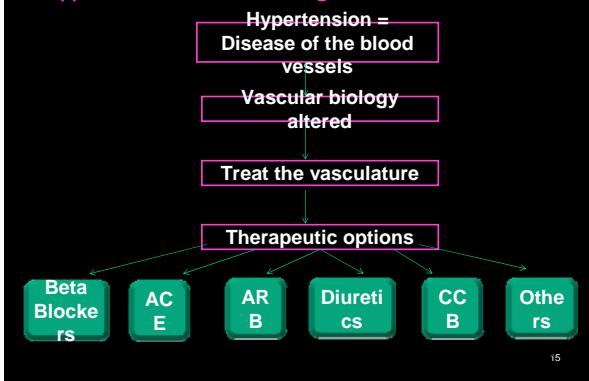 Hypertension =
Disease of the blood
vessels
Vascular biology
altered
Treat the vasculature
Therapeutic options
Beta
Blocke
rs
AC
E
AR
B
Diureti
cs
CC
B
Othe
rs
15